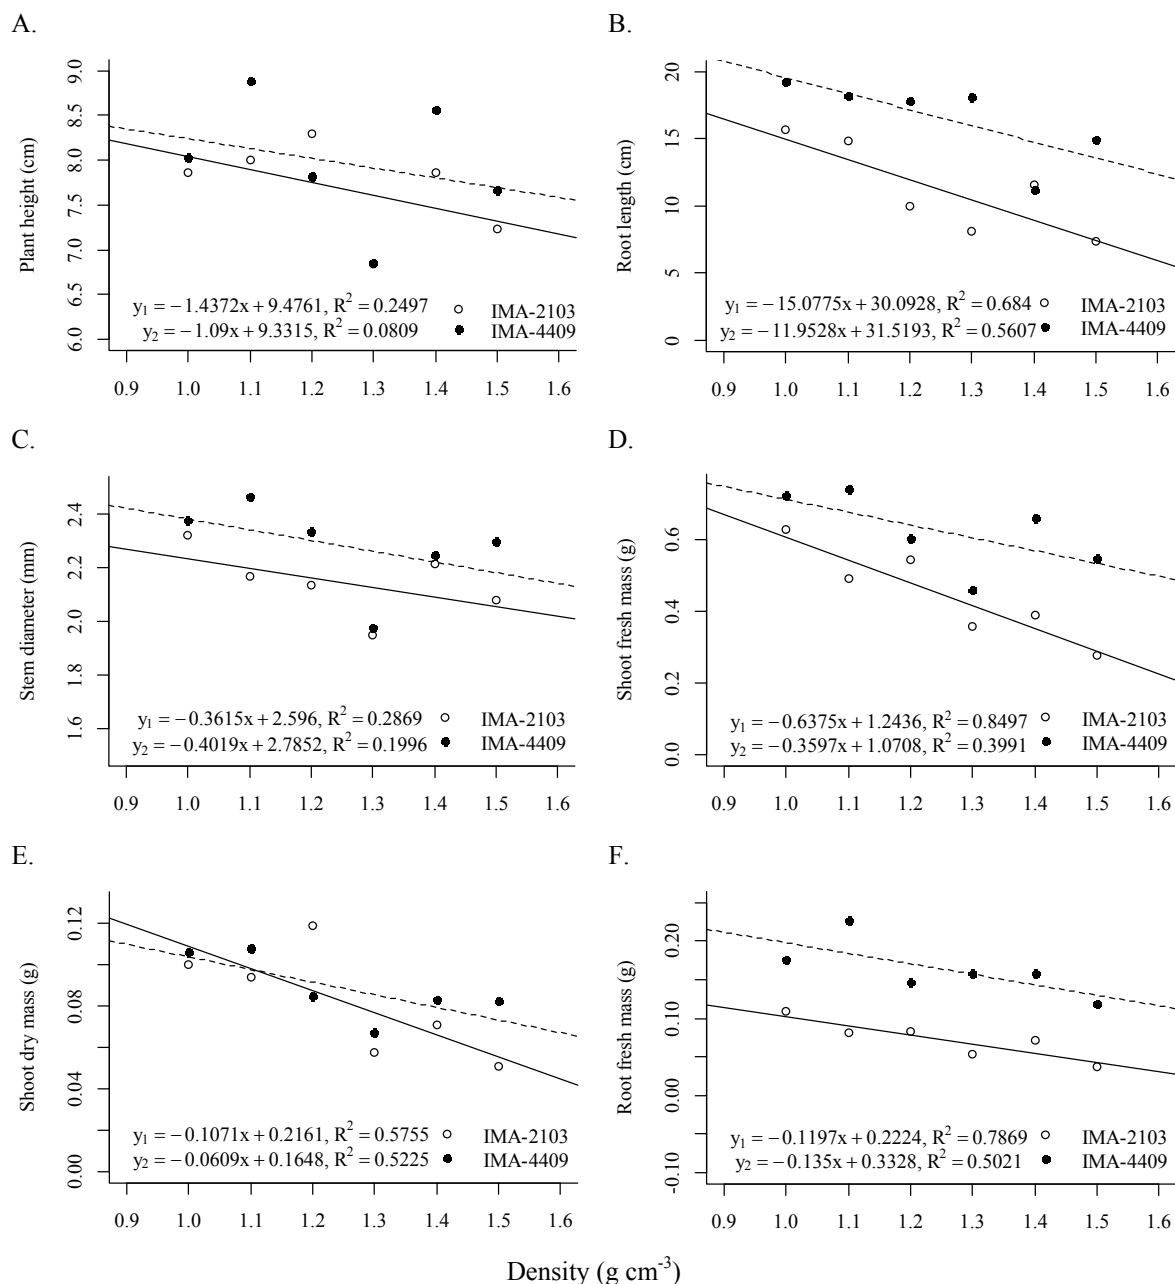 A.
Plant height (cm)
9.0
8.5
8.0
7.5
7.0
6.5
6.0
y1 = −1.4372x + 9.4761, R2 = 0.2497 IMA-2103
y2 = −1.09x + 9.3315, R2 = 0.0809 IMA-4409
0.9 1.0 1.1 1.2 1.3 1.4 1.5 1.6
B.
Root length (cm)
20
15
10
5
0
y1 = −15.0775x + 30.0928, R2 = 0.684 IMA-2103
y2 = −11.9528x + 31.5193, R2 = 0.5607 IMA-4409
0.9 1.0 1.1 1.2 1.3 1.4 1.5 1.6
C.
Stem diameter (mm)
2.4
2.2
2.0
1.8
1.6
y1 = −0.3615x + 2.596, R2 = 0.2869 IMA-2103
y2 = −0.4019x + 2.7852, R2 = 0.1996 IMA-4409
0.9 1.0 1.1 1.2 1.3 1.4 1.5 1.6
D.
Shoot fresh mass (g)
0.6
0.4
0.2
0.0
y1 = −0.6375x + 1.2436, R2 = 0.8497 IMA-2103
y2 = −0.3597x + 1.0708, R2 = 0.3991 IMA-4409
0.9 1.0 1.1 1.2 1.3 1.4 1.5 1.6
E.
Shoot dry mass (g)
0.12
0.08
0.04
0.00
y1 = −0.1071x + 0.2161, R2 = 0.5755 IMA-2103
y2 = −0.0609x + 0.1648, R2 = 0.5225 IMA-4409
0.9 1.0 1.1 1.2 1.3 1.4 1.5 1.6
F.
Root fresh mass (g)
0.20
0.10
0.00
-0.10
y1 = −0.1197x + 0.2224, R2 = 0.7869 IMA-2103
y2 = −0.135x + 0.3328, R2 = 0.5021 IMA-4409
0.9 1.0 1.1 1.2 1.3 1.4 1.5 1.6
Density (g cm-3)